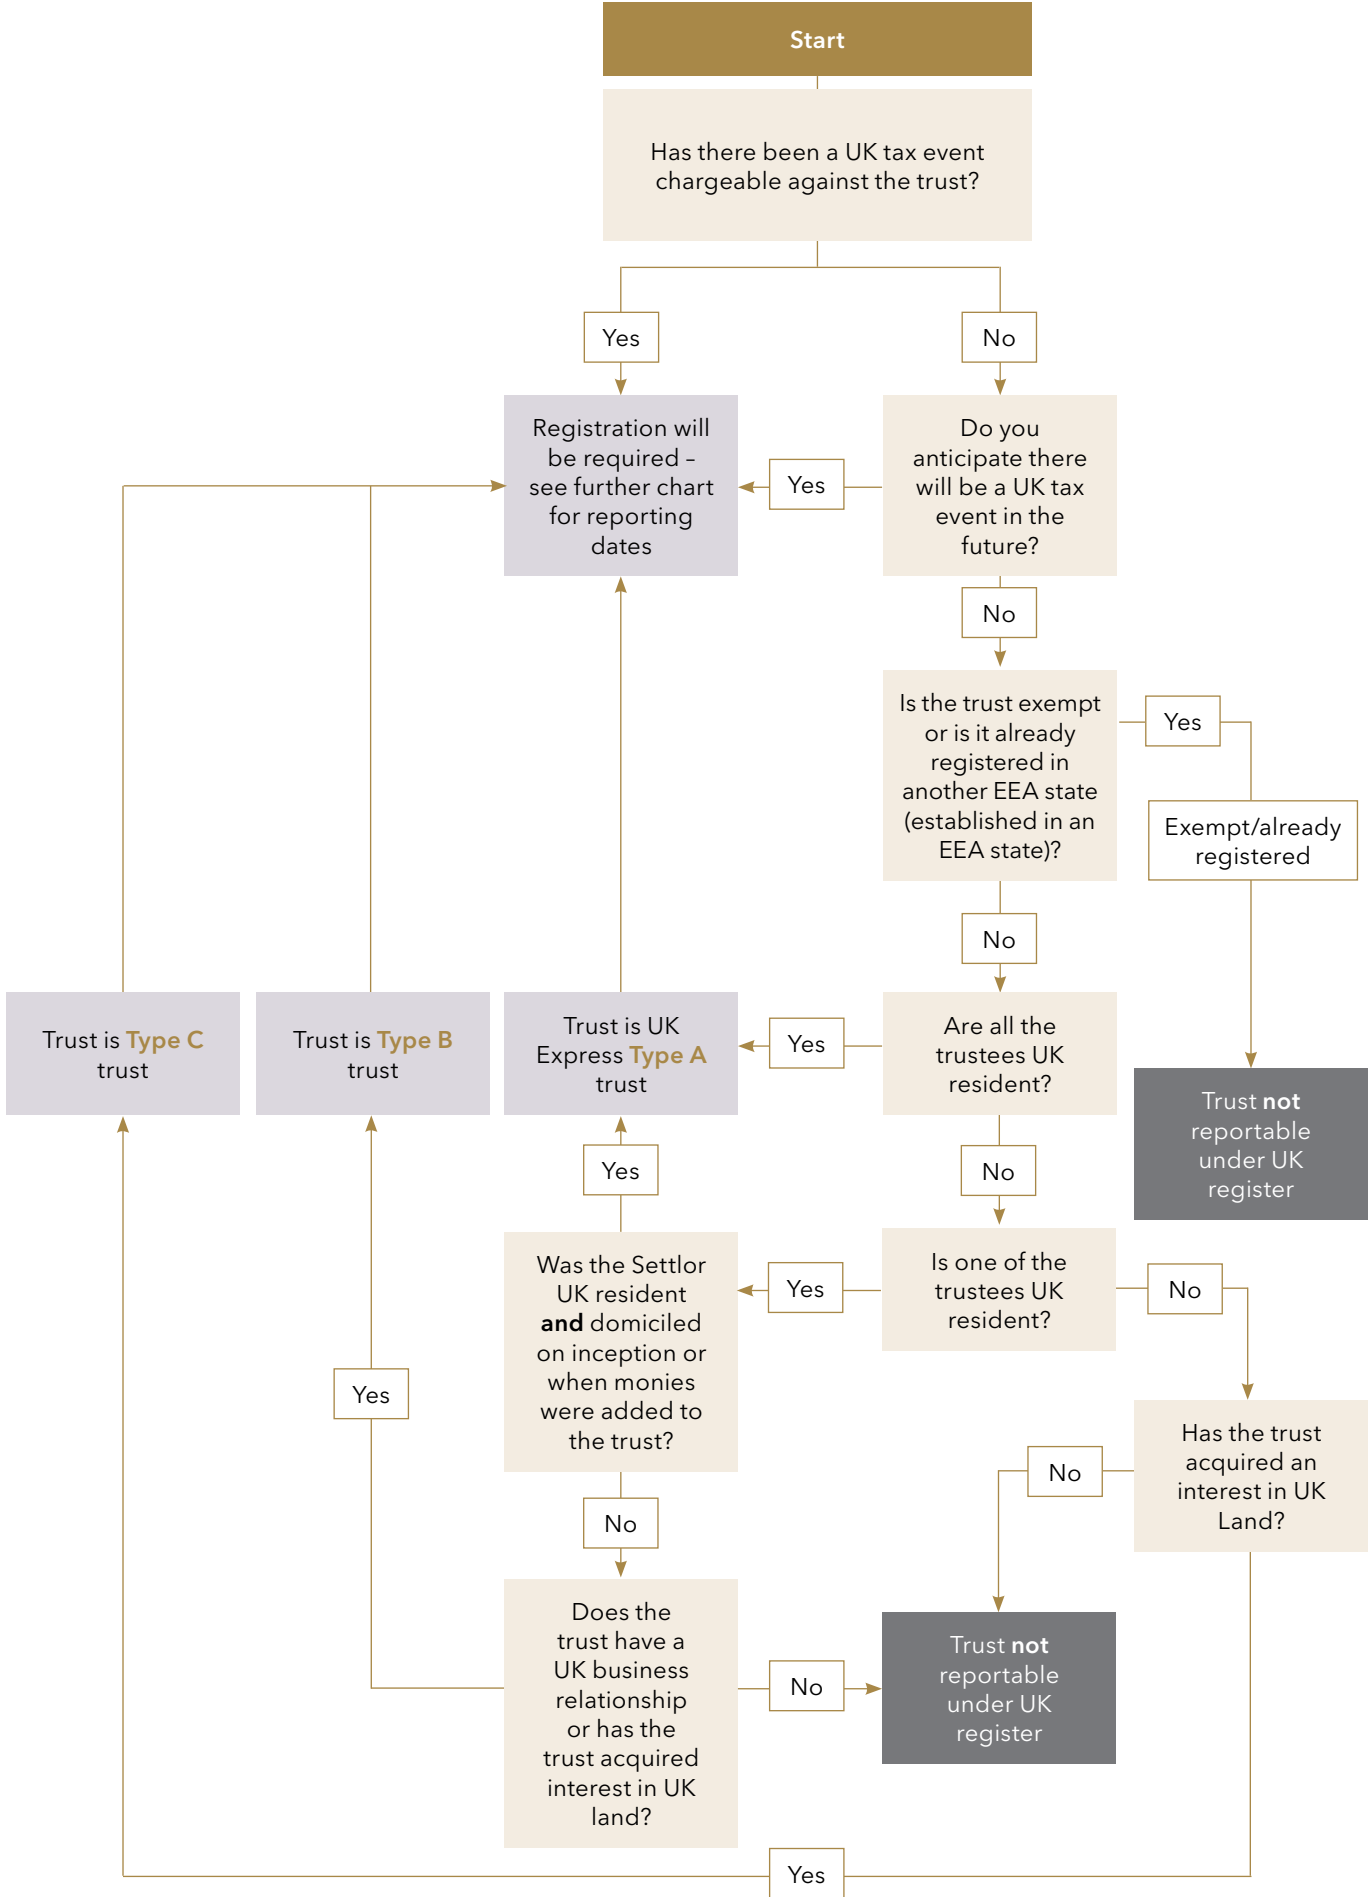 Start
Has there been a UK tax event
chargeable against the trust?
Yes
No
Registration will
be required –
see further chart
for reporting
dates
Yes
Do you
anticipate there
will be a UK tax
event in the
future?
No
Is the trust exempt
or is it already
registered in
another EEA state
(established in an
EEA state)?
Yes
Exempt/already
registered
No
Trust is Type C
trust
Trust is Type B
trust
Trust is UK
Express Type A
trust
Yes
Are all the
trustees UK
resident?
Trust not
reportable
under UK
register
Yes
No
Was the Settlor
UK resident
and domiciled
on inception or
when monies
were added to
the trust?
Yes
Is one of the
trustees UK
resident?
No
Yes
Has the trust
acquired an
interest in UK
Land?
No
No
Does the
trust have a
UK business
relationship
or has the
trust acquired
interest in UK
land?
No
Trust not
reportable
under UK
register
Yes